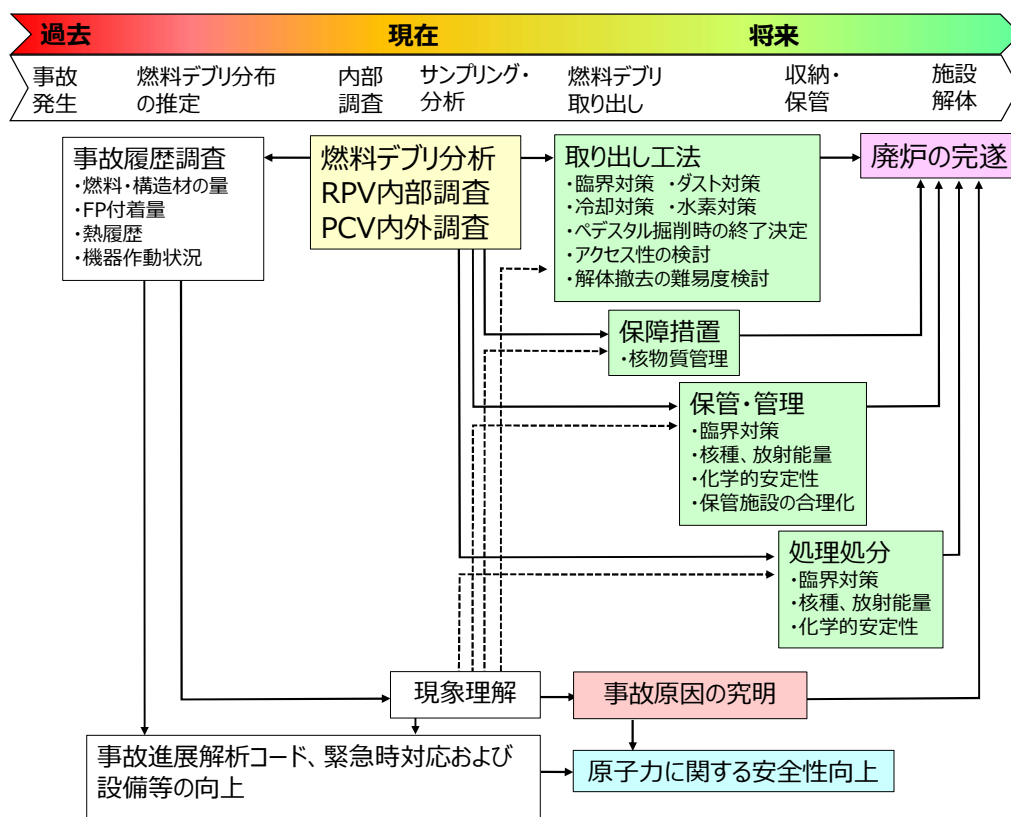 過去
現在
将来
事故
発生
燃料デブリ分布
の推定
内部
調査
サンプリング・
分析
燃料デブリ
取り出し
収納・
保管
施設
解体
事故履歴調査
・燃料・構造材の量
・FP付着量
・熱履歴
・機器作動状況
燃料デブリ分析
RPV内部調査
PCV内外調査
取り出し工法
・臨界対策 ・ダスト対策
・冷却対策 ・水素対策
・ペデスタル掘削時の終了決定
・アクセス性の検討
・解体撤去の難易度検討
廃炉の完遂
保障措置
・核物質管理
保管・管理
・臨界対策
・核種、放射能量
・化学的安定性
・保管施設の合理化
処理処分
・臨界対策
・核種、放射能量
・化学的安定性
現象理解
事故原因の究明
事故進展解析コード、緊急時対応および
設備等の向上
原子力に関する安全性向上